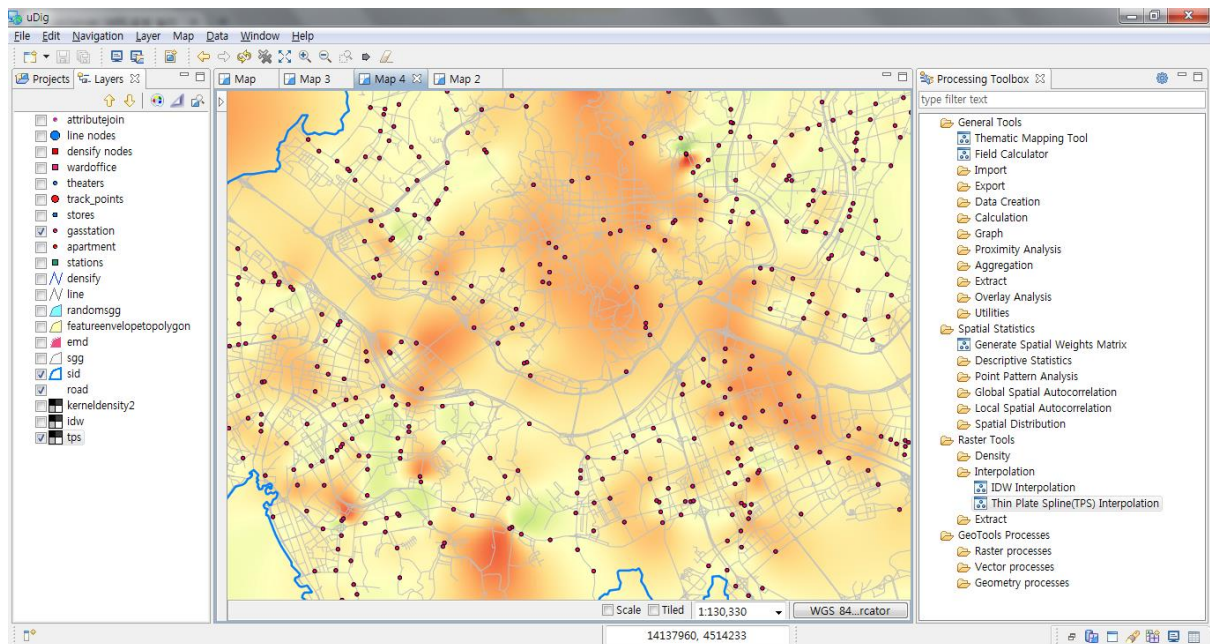 uDig
File Edit Navigation Layer Map Data Window Help
Projects Layers
attributejoin
line nodes
densify nodes
wardoffice
theaters
track_points
stores
gasstation
apartment
stations
densify
line
randomsgg
featureenvelopetopolygon
emd
sgg
sid
road
kerneldensity2
idw
tps
Map Map 3 Map 4 Map 2
Scale Tiled 1:130,330 WGS 84...rcator
Processing Toolbox
type filter text
General Tools
Thematic Mapping Tool
Field Calculator
Import
Export
Data Creation
Calculation
Graph
Proximity Analysis
Aggregation
Extract
Overlay Analysis
Utilities
Spatial Statistics
Generate Spatial Weights Matrix
Descriptive Statistics
Point Pattern Analysis
Global Spatial Autocorrelation
Local Spatial Autocorrelation
Spatial Distribution
Raster Tools
Density
Interpolation
IDW Interpolation
Thin Plate Spline(TPS) Interpolation
Extract
GeoTools Processes
Raster processes
Vector processes
Geometry processes
14137960, 4514233